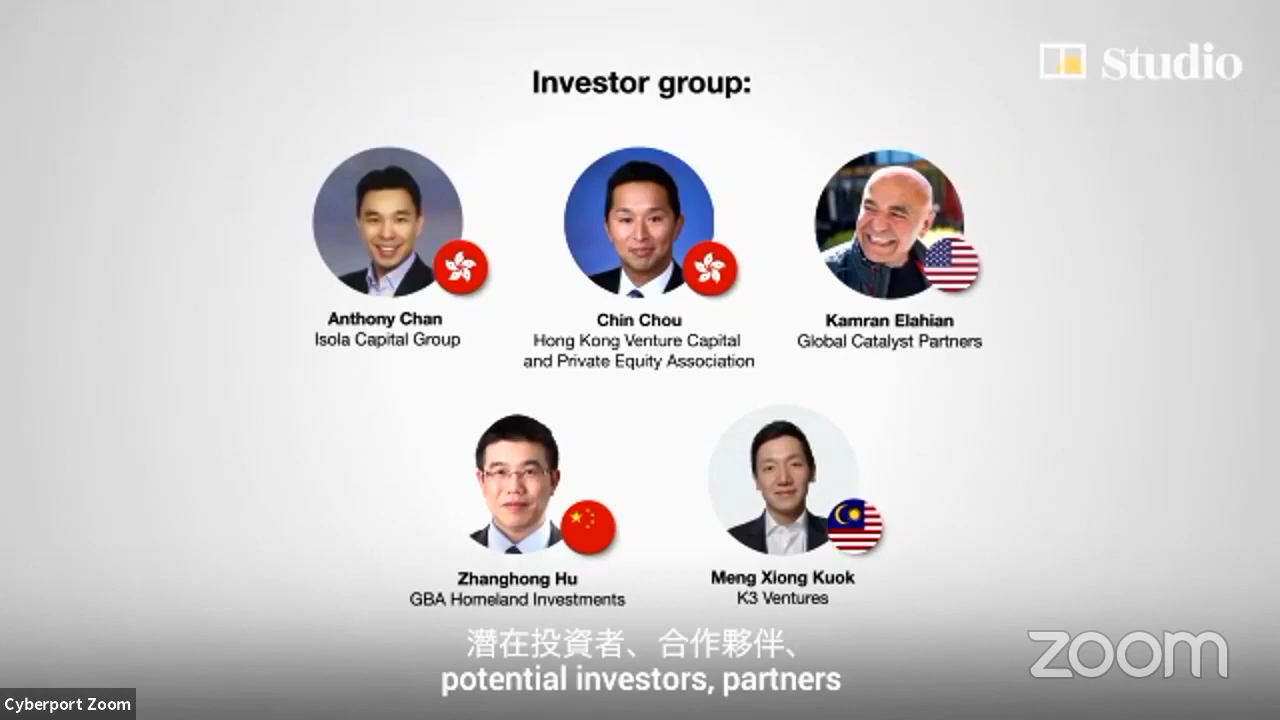 Studio
Investor group:
Anthony Chan
Isola Capital Group
Chin Chou
Hong Kong Venture Capital
and Private Equity Association
Kamran Elahian
Global Catalyst Partners
Zhanghong Hu
GBA Homeland Investments
Meng Xiong Kuok
K3 Ventures
潛在投資者、合作夥伴、
potential investors, partners
zoom
Cyberport Zoom